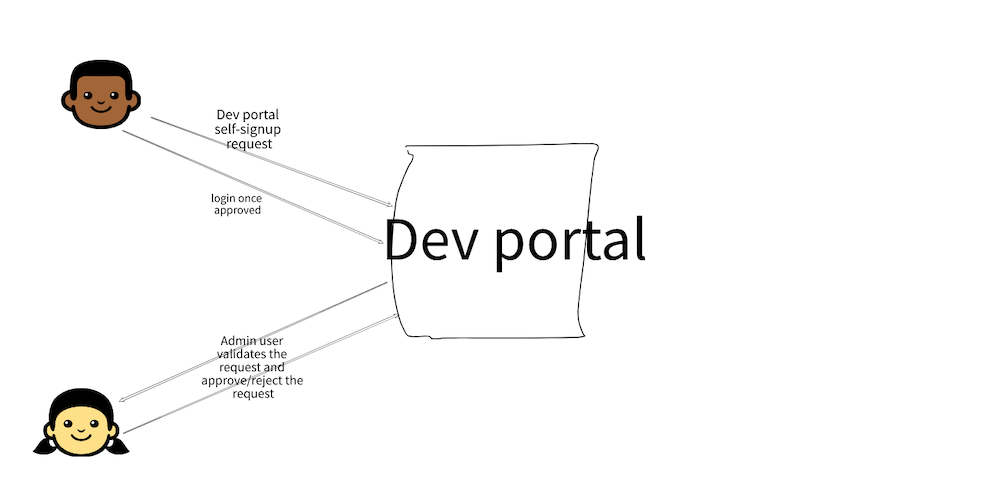 Dev portal
self-signup
request
login once
approved
Dev portal
Admin user
validates the
request and
approve/reject the
request